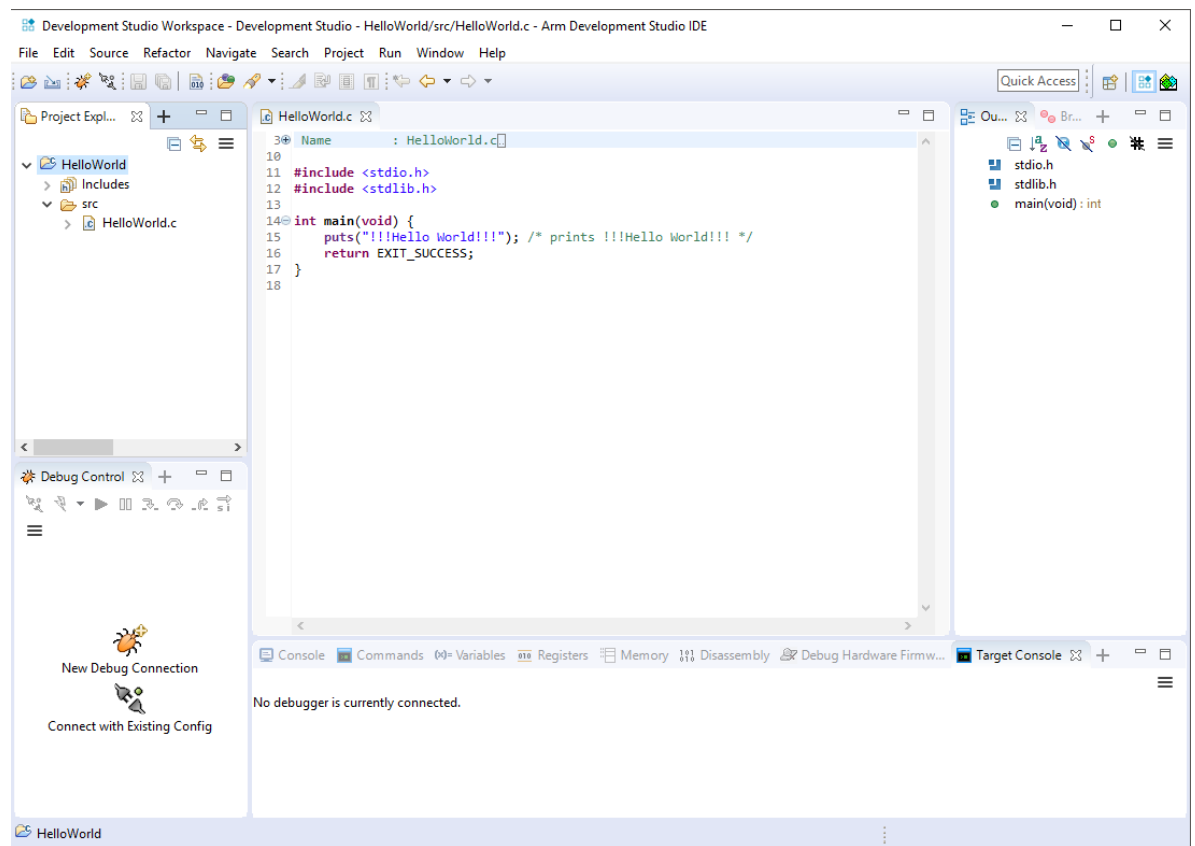 Development Studio Workspace - Development Studio - HelloWorld/src/HelloWorld.c - Arm Development Studio IDE
File Edit Source Refactor Navigate Search Project Run Window Help
Quick Access
Project Expl...
HelloWorld
Includes
src
HelloWorld.c
HelloWorld.c
3 Name : HelloWorld.c
10
11 #include <stdio.h>
12 #include <stdlib.h>
13
14 int main(void) {
15 puts("!!!Hello World!!!"); /* prints !!!Hello World!!! */
16 return EXIT_SUCCESS;
17 }
18
Ou... Br...
stdio.h
stdlib.h
main(void) : int
Debug Control
New Debug Connection
Connect with Existing Config
Console Commands (x)= Variables Registers Memory Disassembly Debug Hardware Firmw... Target Console
No debugger is currently connected.
HelloWorld